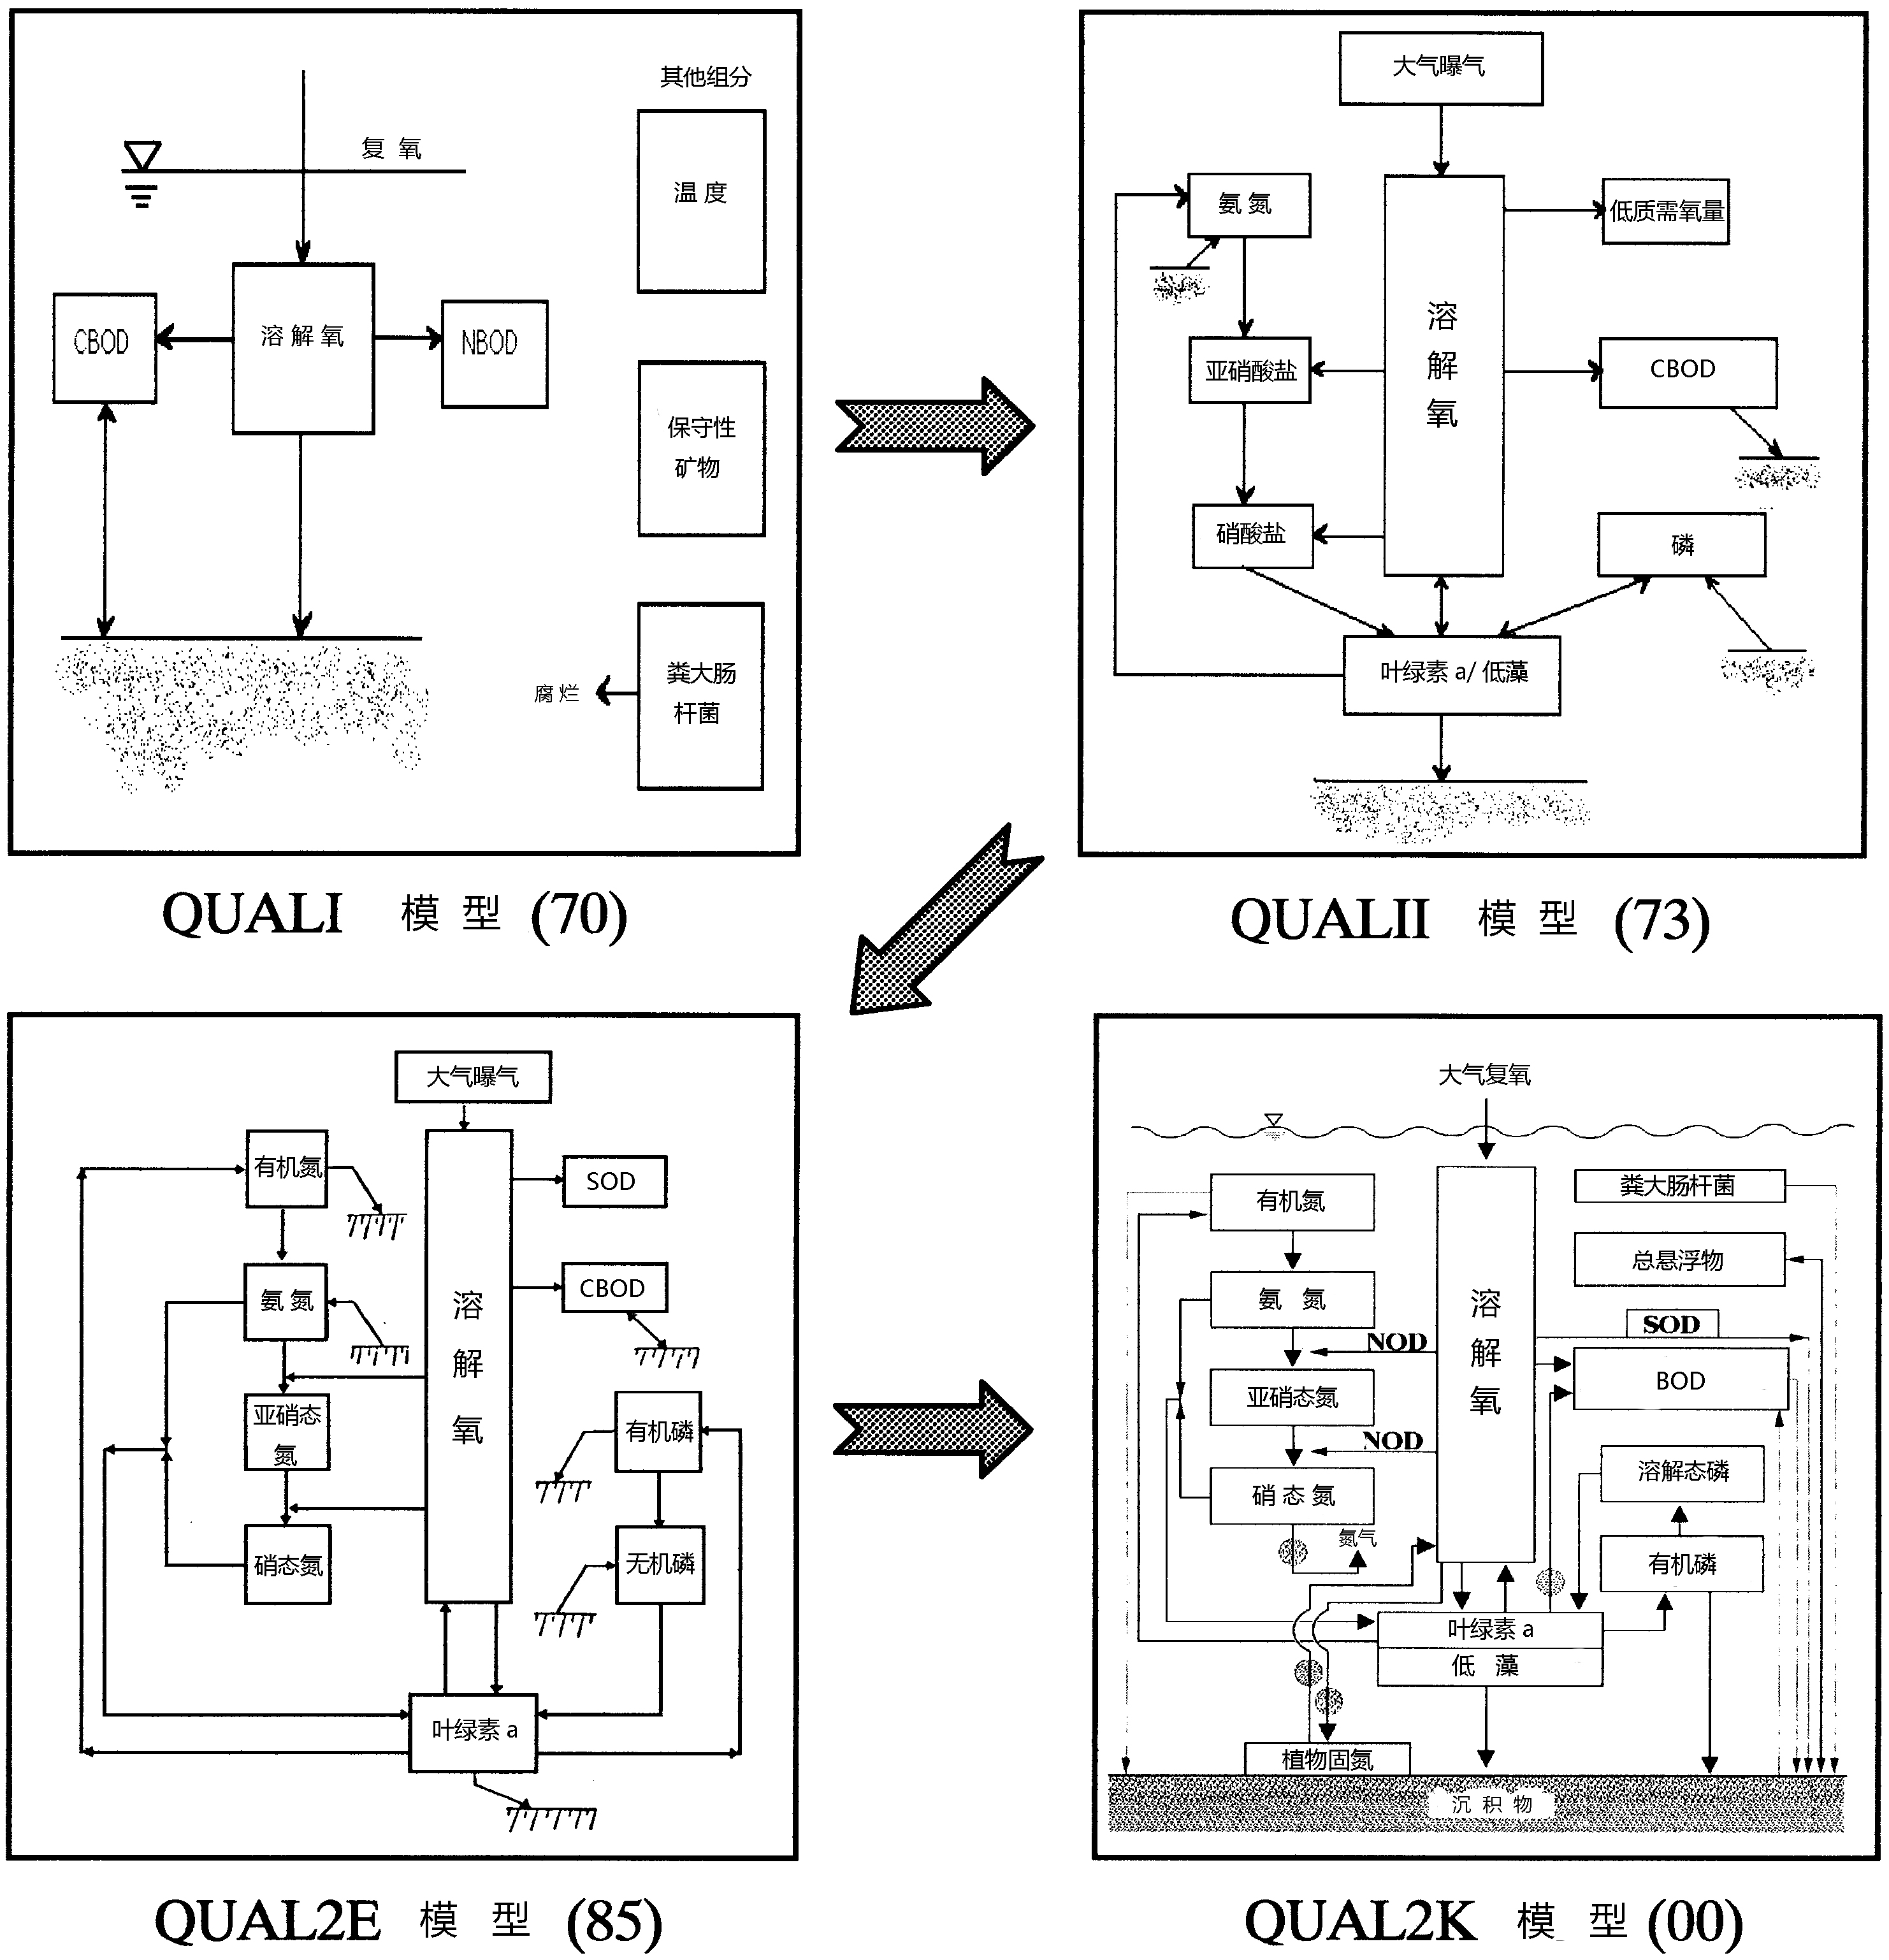 其他组分
复氧
温度
溶解氧
CBOD
NBOD
保守性
矿物
粪大肠
杆菌
腐烂
QUALI 模型 (70)
大气曝气
氨氮
低质需氧量
溶
解
氧
亚硝酸盐
CBOD
硝酸盐
磷
叶绿素 a/ 低藻
QUALII 模型 (73)
大气曝气
有机氮
SOD
氨氮
CBOD
溶
解
氧
亚硝态
氮
有机磷
硝态氮
无机磷
叶绿素 a
QUAL2E 模型 (85)
大气复氧
有机氮
粪大肠杆菌
总悬浮物
氨氮
溶
解
氧
SOD
NOD
亚硝态氮
BOD
NOD
溶解态磷
硝态氮
氮气
有机磷
叶绿素 a
低藻
植物固氮
沉积物
QUAL2K 模型 (00)